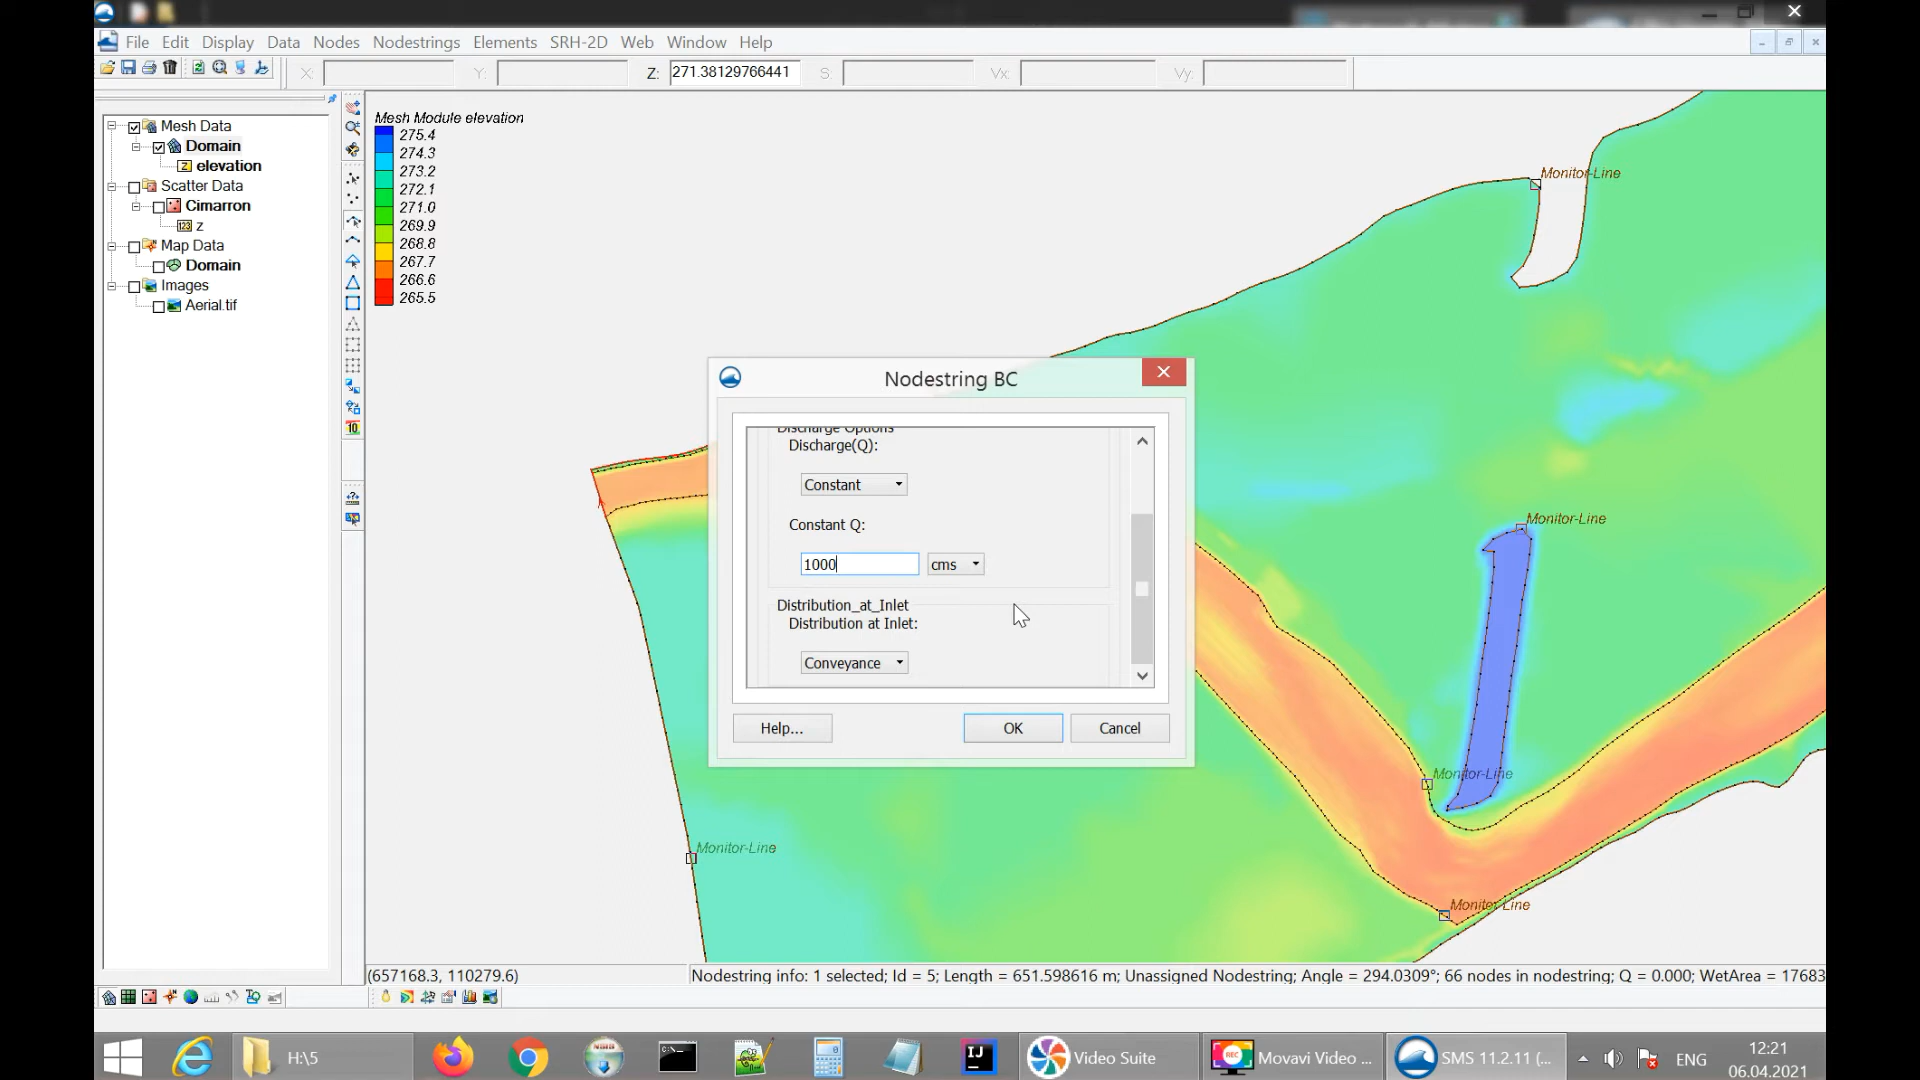 File Edit Display Data Nodes Nodestrings Elements SRH-2D Web Window Help
X: Y: Z: 271.38129766441 S: Vx: Vy:
Mesh Data
Domain
elevation
Scatter Data
Cimarron
z
Map Data
Domain
Images
Aerial.tif
Mesh Module elevation
275.4
274.3
273.2
272.1
271.0
269.9
268.8
267.7
266.6
265.5
Monitor-Line
Monitor-Line
Monitor-Line
Monitor-Line
Monitor-Line
Nodestring BC
Discharge Options
Discharge(Q):
Constant
Constant Q:
1000 cms
Distribution_at_Inlet
Distribution at Inlet:
Conveyance
Help... OK Cancel
(657168.3, 110279.6) Nodestring info: 1 selected; Id = 5; Length = 651.598616 m; Unassigned Nodestring; Angle = 294.0309°; 66 nodes in nodestring; Q = 0.000; WetArea = 17683
H:\5 Video Suite Movavi Video ... SMS 11.2.11 (... ENG 12:21
06.04.2021